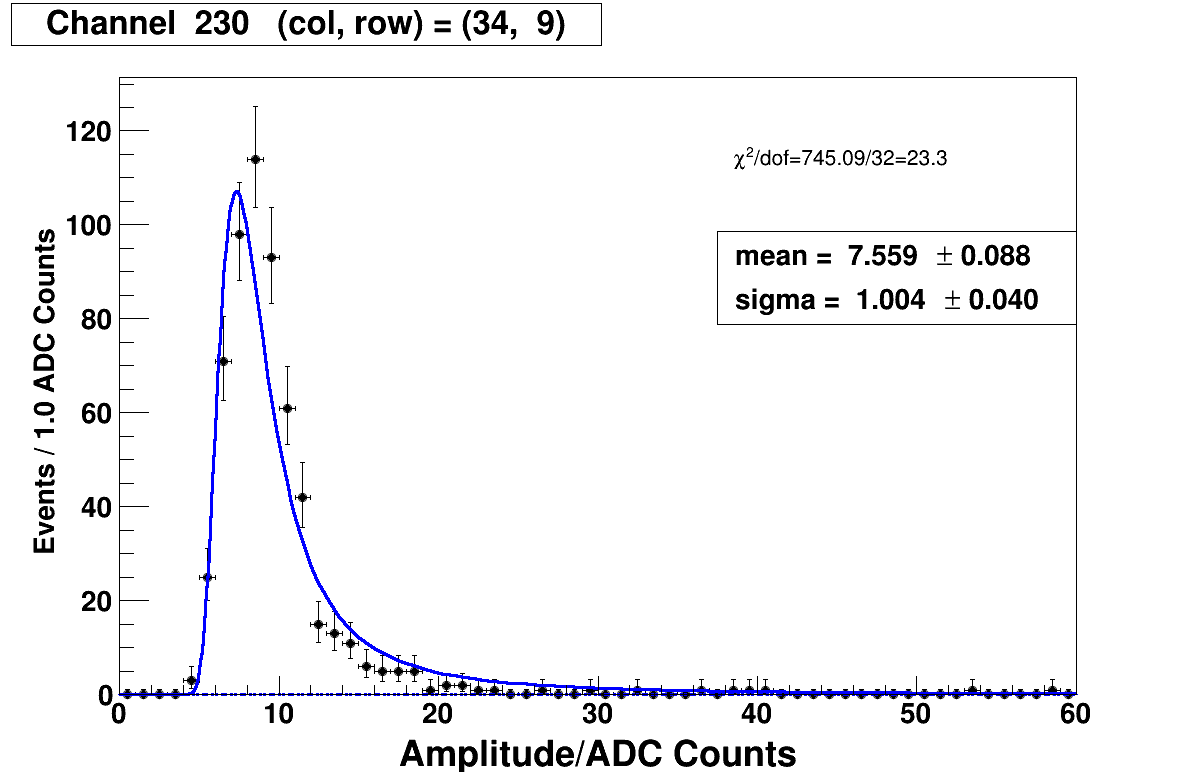 Channel 230 (col, row) = (34, 9)
120
100
80
60
40
20
0
Events / 1.0 ADC Counts
χ²/dof=745.09/32=23.3
mean = 7.559 ± 0.088
sigma = 1.004 ± 0.040
0 10 20 30 40 50 60
Amplitude/ADC Counts